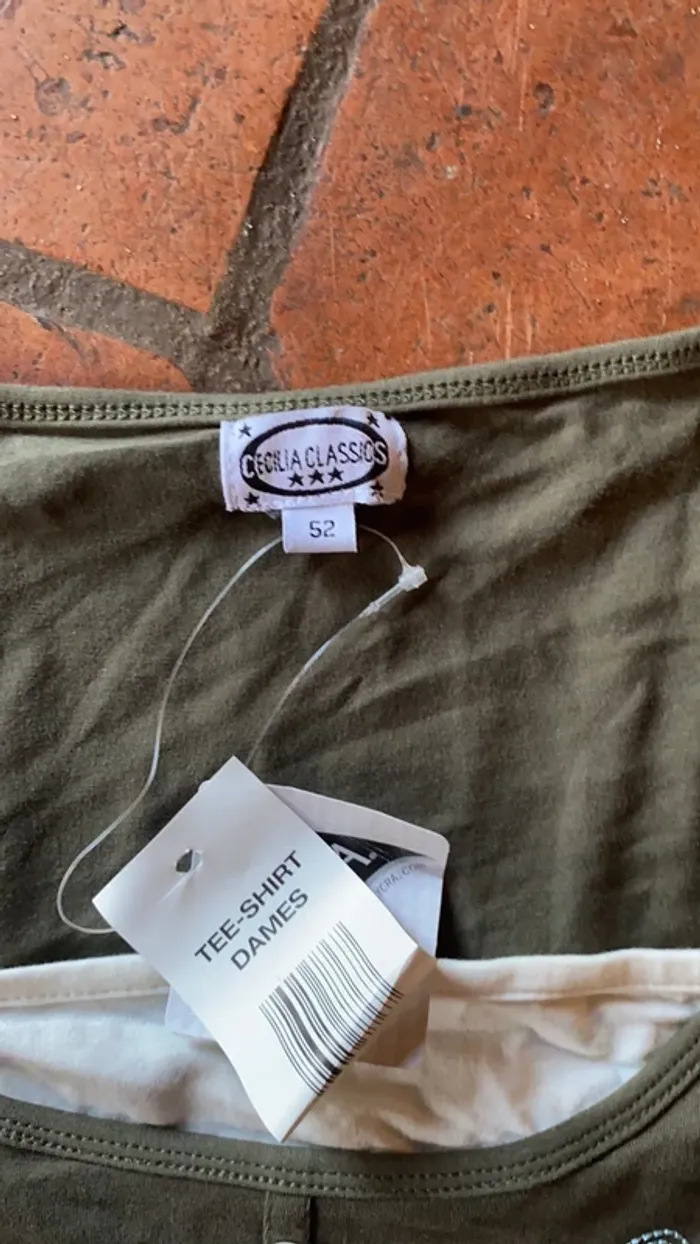 CECILIA CLASSICS
52
TEE-SHIRT
DAMES